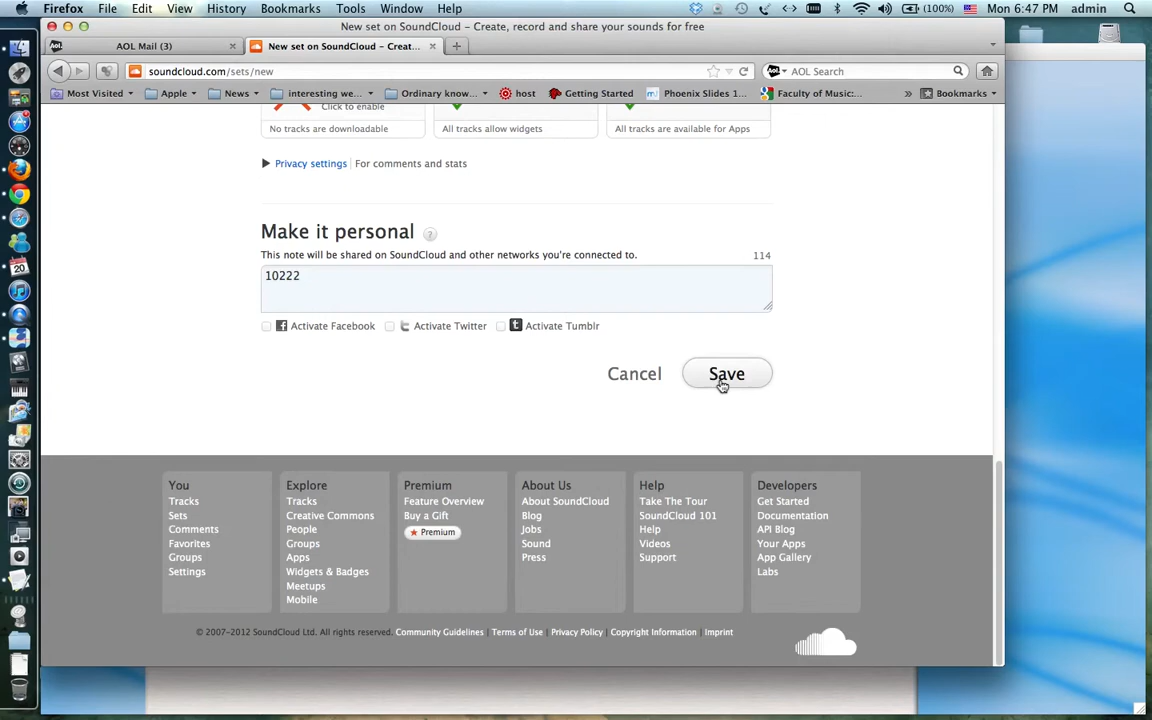 Firefox File Edit View History Bookmarks Tools Window Help (100%) Mon 6:47 PM admin
New set on SoundCloud – Create, record and share your sounds for free
AOL Mail (3) New set on SoundCloud – Creat...
soundcloud.com/sets/new AOL Search
Most Visited Apple News interesting we... Ordinary know... host Getting Started Phoenix Slides 1... Faculty of Music:... » Bookmarks
Click to enable
No tracks are downloadable All tracks allow widgets All tracks are available for Apps
Privacy settings For comments and stats
Make it personal ?
This note will be shared on SoundCloud and other networks you're connected to. 114
10222
Activate Facebook Activate Twitter Activate Tumblr
Cancel Save
You Explore Premium About Us Help Developers
Tracks Tracks Feature Overview About SoundCloud Take The Tour Get Started
Sets Creative Commons Buy a Gift Blog SoundCloud 101 Documentation
Comments People Premium Jobs Help API Blog
Favorites Groups Sound Videos Your Apps
Groups Apps Press Support App Gallery
Settings Widgets & Badges Labs
Meetups
Mobile
© 2007–2012 SoundCloud Ltd. All rights reserved. Community Guidelines | Terms of Use | Privacy Policy | Copyright Information | Imprint